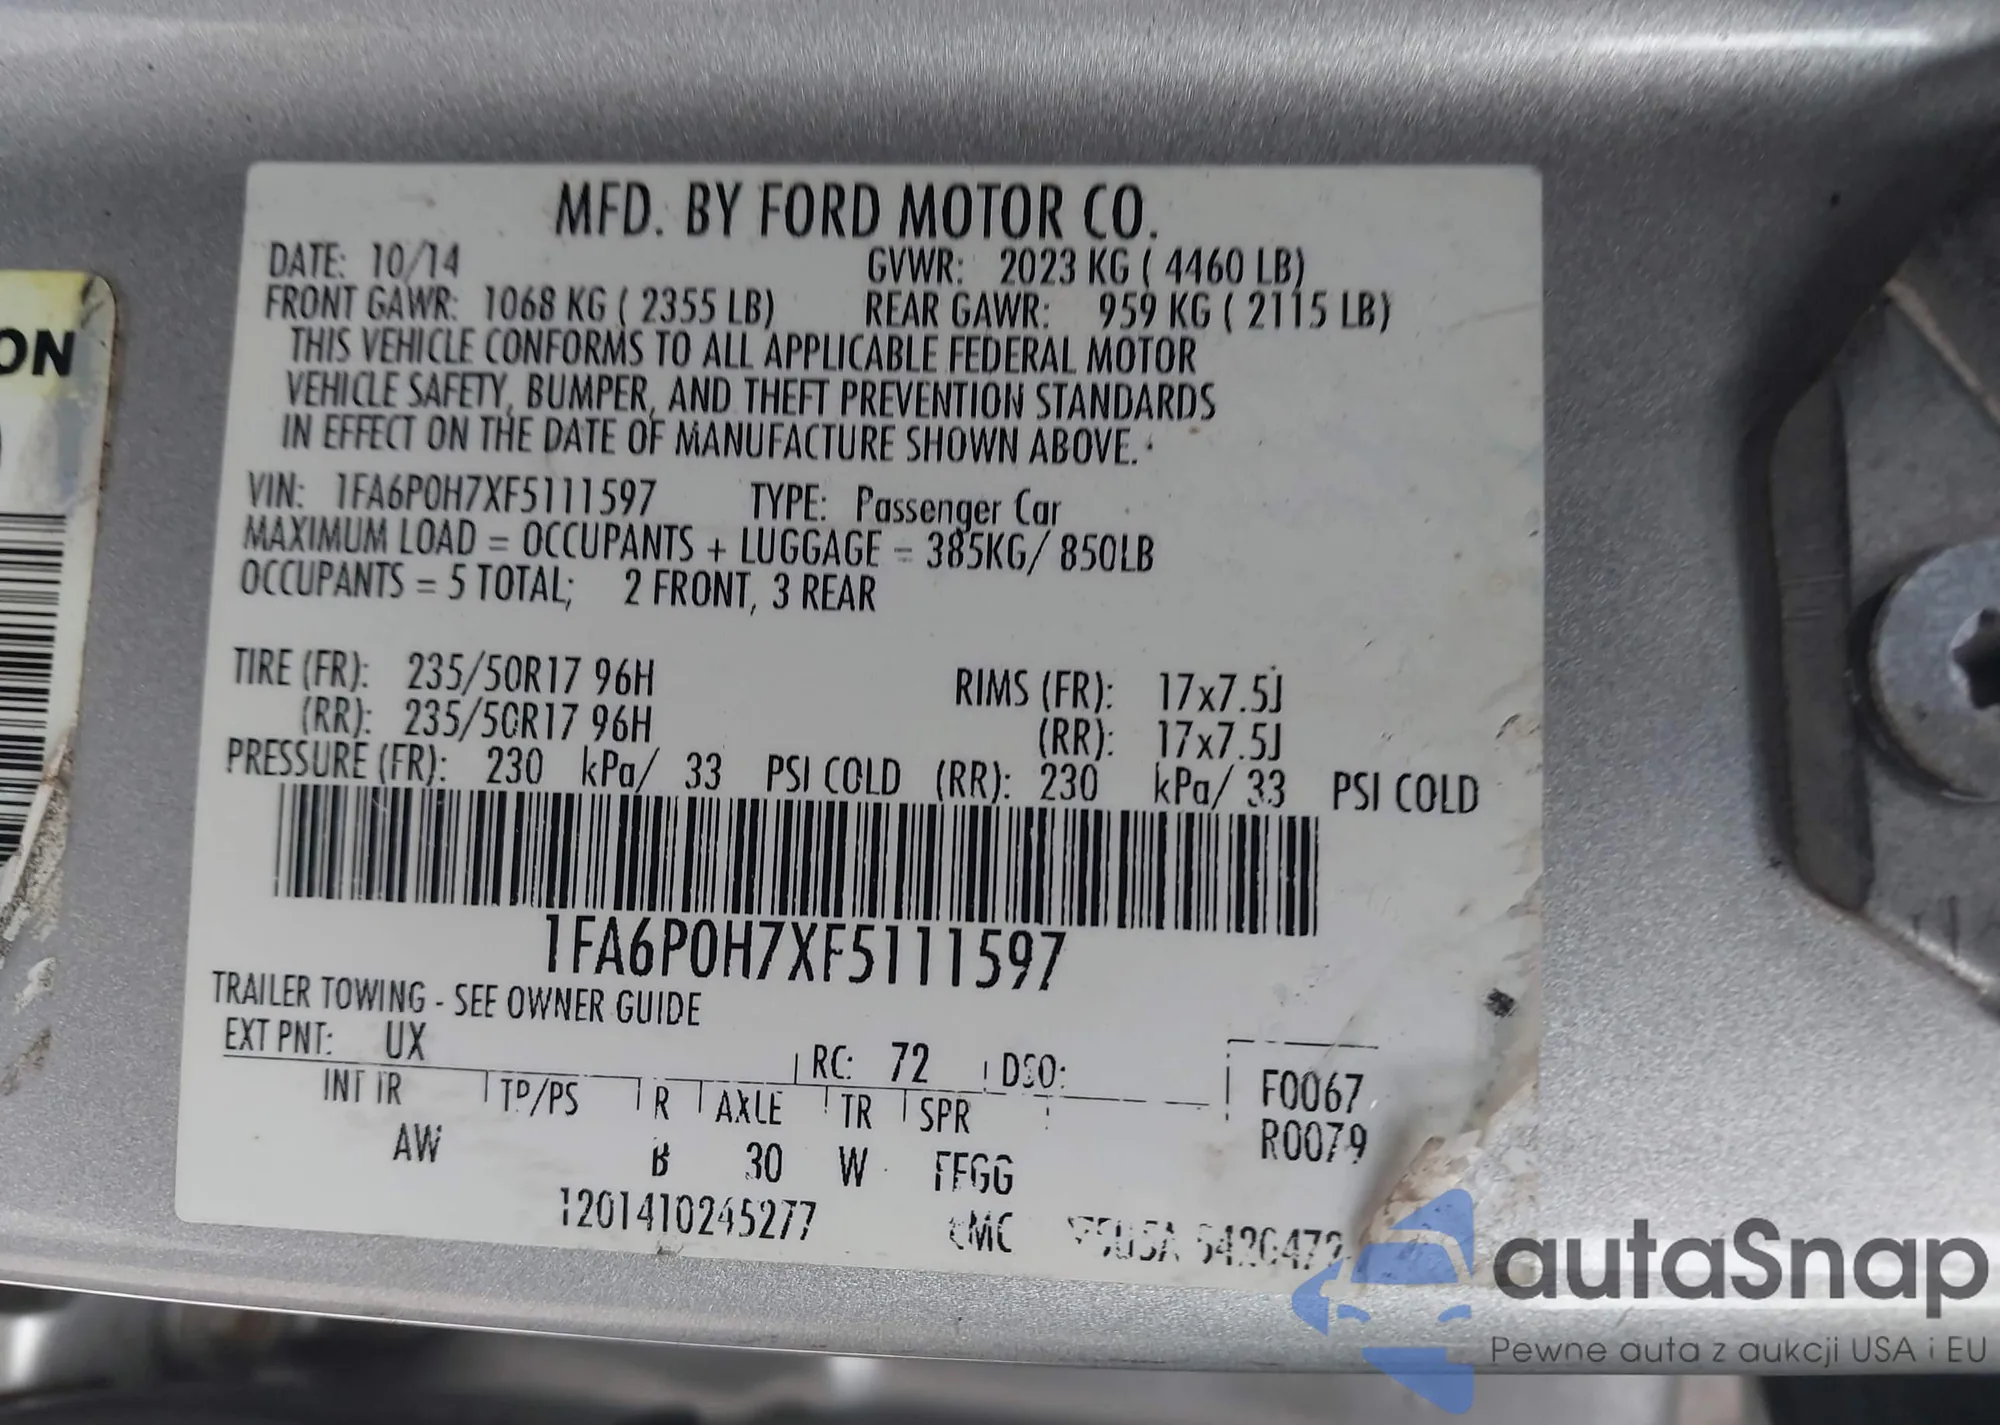 ON
MFD. BY FORD MOTOR CO.
DATE: 10/14 GVWR: 2023 KG ( 4460 LB)
FRONT GAWR: 1068 KG ( 2355 LB) REAR GAWR: 959 KG ( 2115 LB)
THIS VEHICLE CONFORMS TO ALL APPLICABLE FEDERAL MOTOR
VEHICLE SAFETY, BUMPER, AND THEFT PREVENTION STANDARDS
IN EFFECT ON THE DATE OF MANUFACTURE SHOWN ABOVE.
VIN: 1FA6P0H7XF5111597 TYPE: Passenger Car
MAXIMUM LOAD = OCCUPANTS + LUGGAGE = 385KG/ 850LB
OCCUPANTS = 5 TOTAL; 2 FRONT, 3 REAR
TIRE (FR): 235/50R17 96H RIMS (FR): 17x7.5J
(RR): 235/50R17 96H (RR): 17x7.5J
PRESSURE (FR): 230 kPa/ 33 PSI COLD (RR): 230 kPa/ 33 PSI COLD
1FA6P0H7XF5111597
TRAILER TOWING - SEE OWNER GUIDE
EXT PNT: UX RC: 72 DSO:
F0067
INT TR TP/PS R AXLE TR SPR
R0079
AW B 30 W FFGG
1201410245277
autaSnap
Pewne auta z aukcji USA i EU